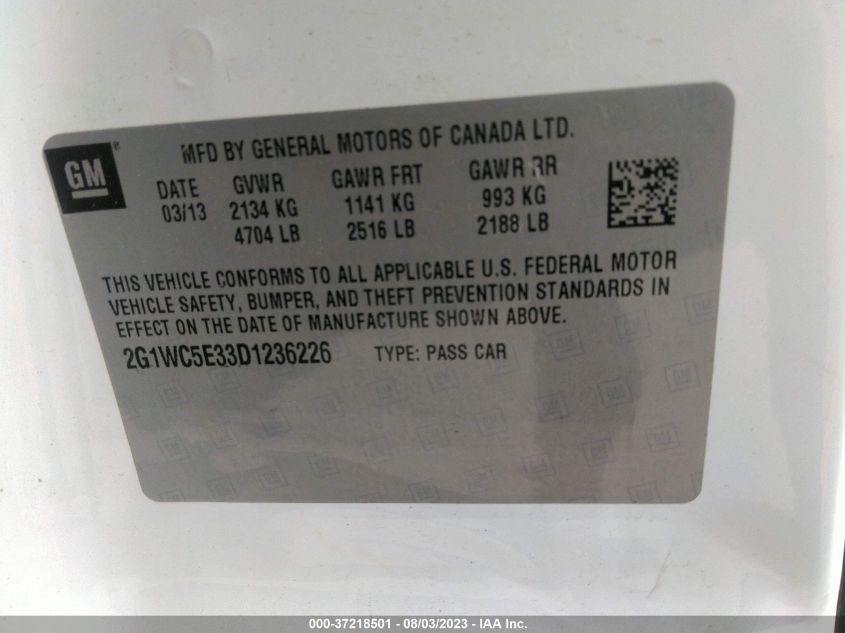 GM
®
MFD BY GENERAL MOTORS OF CANADA LTD.
DATE GVWR GAWR FRT GAWR RR
03/13 2134 KG 1141 KG 993 KG
4704 LB 2516 LB 2188 LB
THIS VEHICLE CONFORMS TO ALL APPLICABLE U.S. FEDERAL MOTOR
VEHICLE SAFETY, BUMPER, AND THEFT PREVENTION STANDARDS IN
EFFECT ON THE DATE OF MANUFACTURE SHOWN ABOVE.
2G1WC5E33D1236226 TYPE: PASS CAR
000-37218501 - 08/03/2023 - IAA Inc.